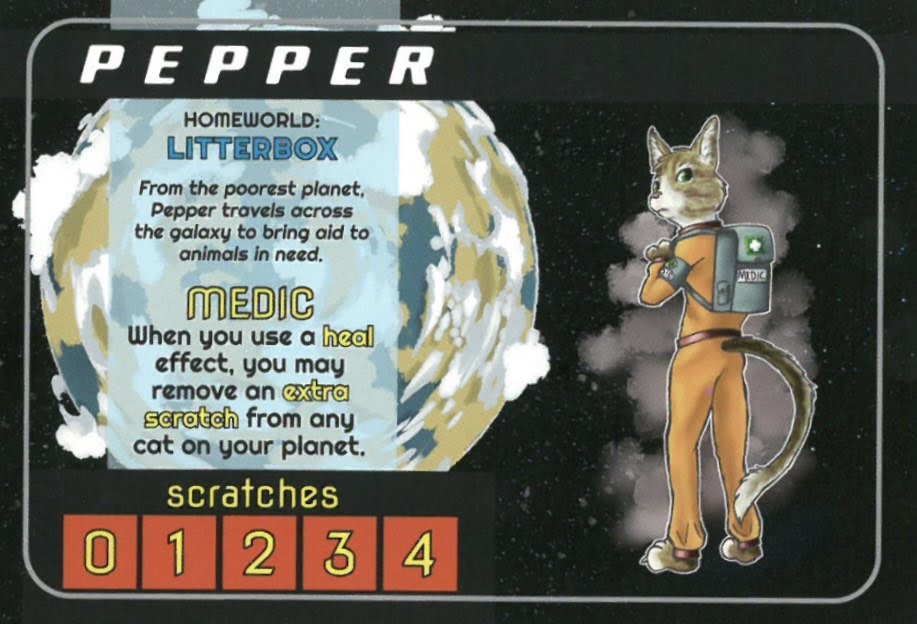 PEPPER
HOMEWORLD:
LITTERBOX
From the poorest planet,
Pepper travels across
the galaxy to bring aid to
animals in need.
MEDIC
When you use a heal
effect, you may
remove an extra
scratch from any
cat on your planet.
MEDIC
scratches
0 1 2 3 4